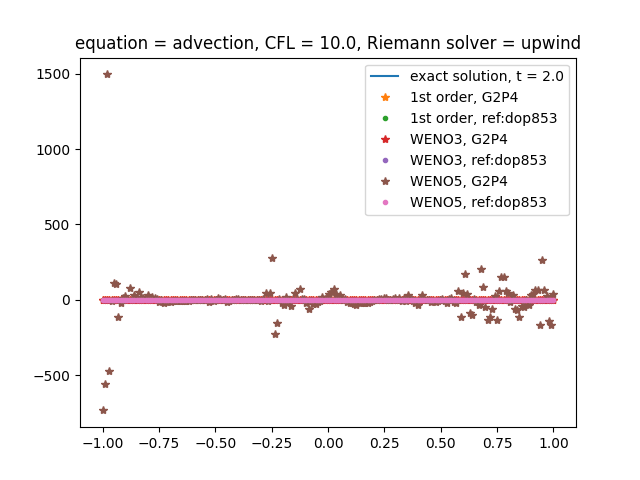 equation = advection, CFL = 10.0, Riemann solver = upwind
exact solution, t = 2.0
1st order, G2P4
1st order, ref:dop853
WENO3, G2P4
WENO3, ref:dop853
WENO5, G2P4
WENO5, ref:dop853
1500
1000
500
0
−500
−1.00 −0.75 −0.50 −0.25 0.00 0.25 0.50 0.75 1.00